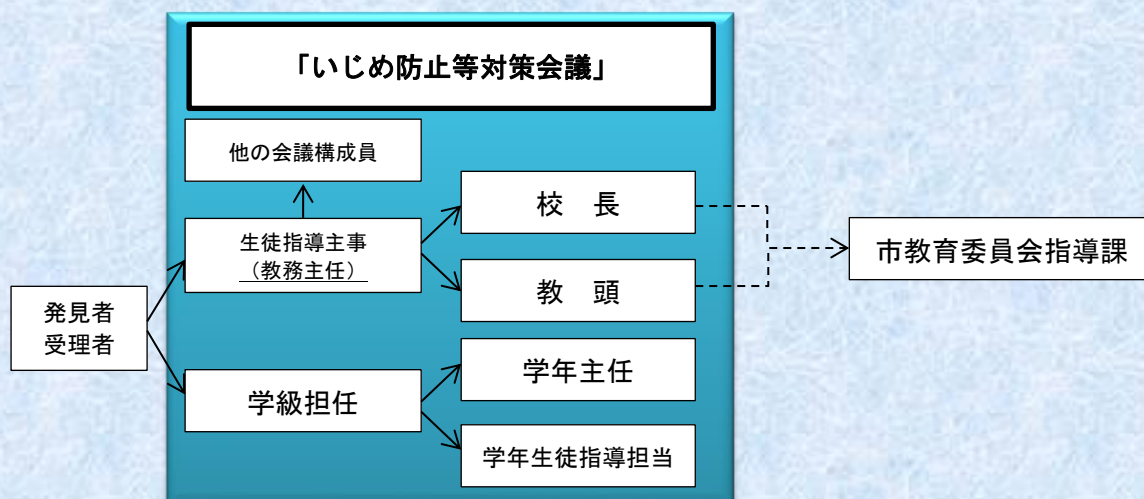 「いじめ防止等対策会議」
他の会議構成員
校　長
生徒指導主事
（教務主任）
市教育委員会指導課
教　頭
発見者
受理者
学年主任
学級担任
学年生徒指導担当